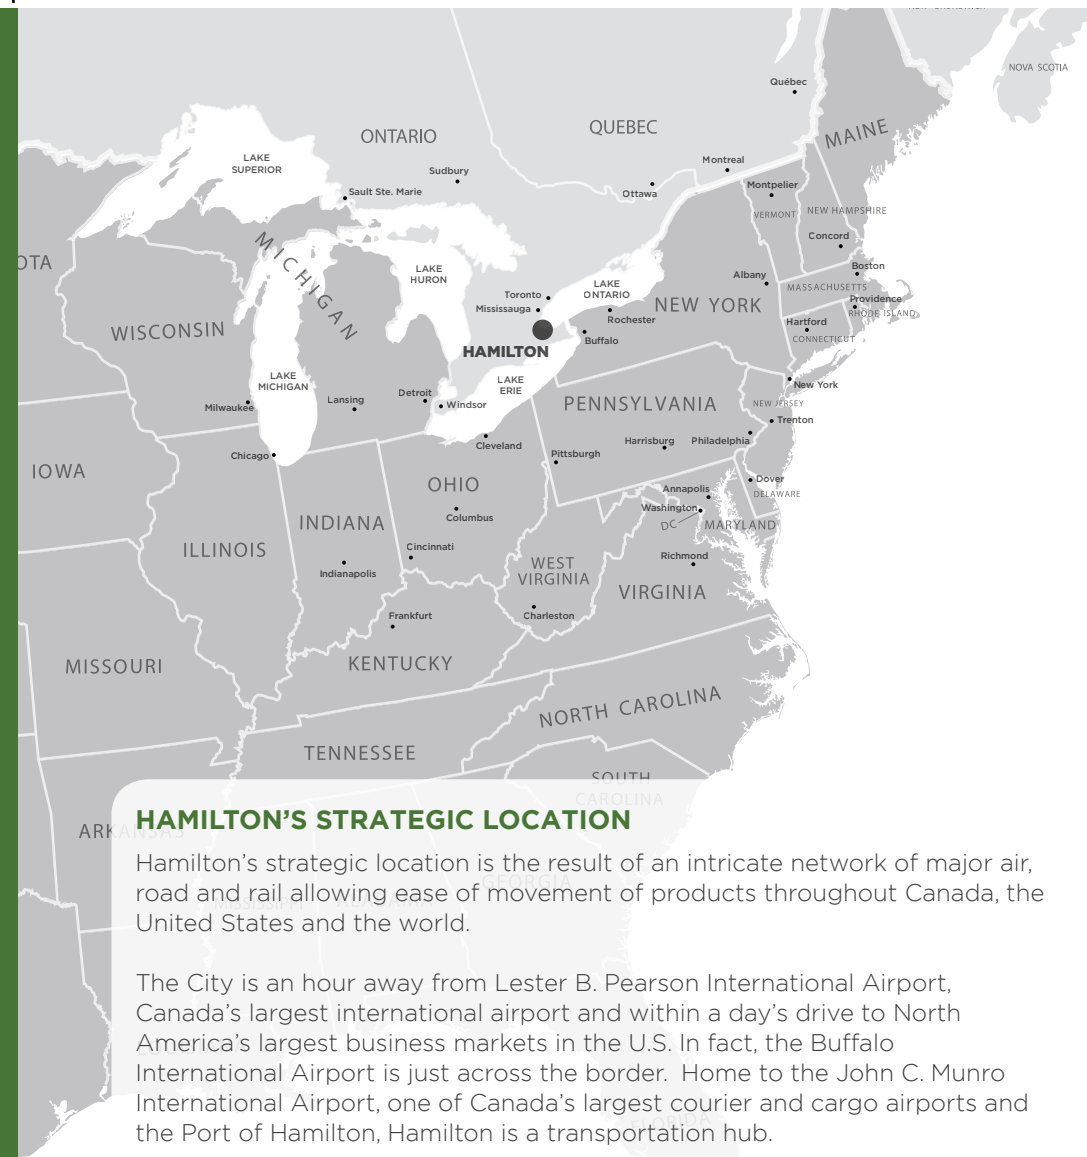 NOVA SCOTIA
Québec
ONTARIO
QUEBEC
MAINE
LAKE
SUPERIOR
Sudbury
Montreal
Sault Ste. Marie
Ottawa
Montpelier
VERMONT
NEW HAMPSHIRE
Concord
MICHIGAN
OTA
LAKE
HURON
Boston
Albany
MASSACHUSETTS
LAKE
ONTARIO
Toronto
Mississauga
NEW YORK
Providence
RHODE ISLAND
Rochester
Hartford
CONNECTICUT
WISCONSIN
Buffalo
HAMILTON
LAKE
MICHIGAN
LAKE
ERIE
New York
Detroit
Windsor
Lansing
Milwaukee
PENNSYLVANIA
NEW JERSEY
Trenton
Cleveland
Harrisburg
Philadelphia
Chicago
Pittsburgh
IOWA
OHIO
Dover
DELAWARE
Annapolis
Washington
DC
MARYLAND
Columbus
INDIANA
ILLINOIS
Cincinnati
Indianapolis
WEST
VIRGINIA
Richmond
VIRGINIA
Charleston
Frankfurt
KENTUCKY
MISSOURI
NORTH CAROLINA
TENNESSEE
SOUTH
CAROLINA
ARKANSAS
HAMILTON’S STRATEGIC LOCATION
Hamilton’s strategic location is the result of an intricate network of major air,
GEORGIA
road and rail allowing ease of movement of products throughout Canada, the
MISSISSIPPI
ALABAMA
United States and the world.
The City is an hour away from Lester B. Pearson International Airport,
Canada’s largest international airport and within a day’s drive to North
America’s largest business markets in the U.S. In fact, the Buffalo
International Airport is just across the border. Home to the John C. Munro
International Airport, one of Canada’s largest courier and cargo airports and
FLORIDA
the Port of Hamilton, Hamilton is a transportation hub.